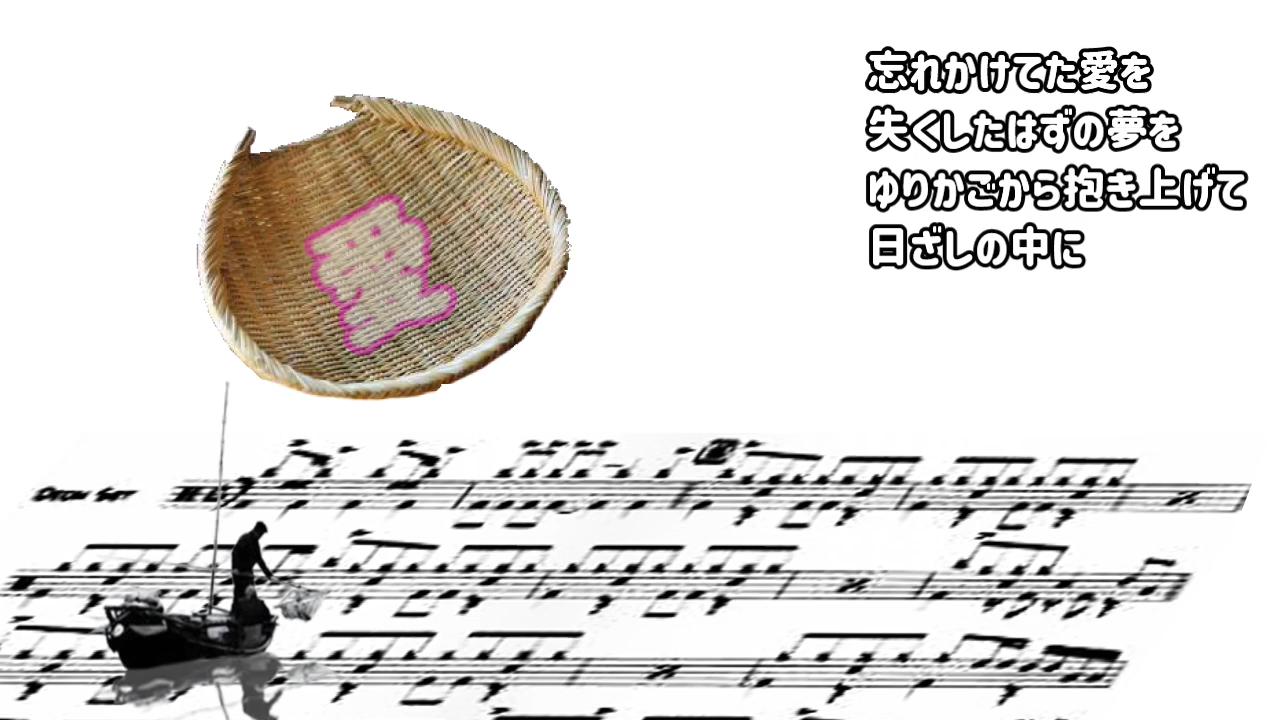 忘れかけてた愛を
失くしたはずの夢を
ゆりかごから抱き上げて
日ざしの中に
愛